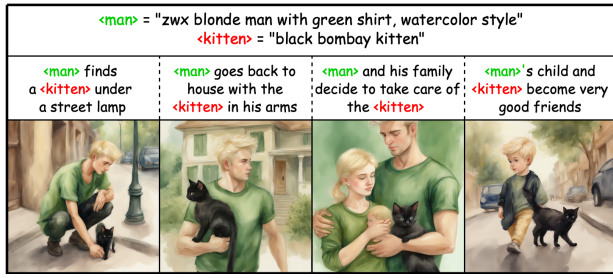 <man> = "zwx blonde man with green shirt, watercolor style"
<kitten> = "black bombay kitten"
<man> finds
a <kitten> under
a street lamp
<man> goes back to
house with the
<kitten> in his arms
<man> and his family
decide to take care of
the <kitten>
<man>'s child and
<kitten> become very
good friends